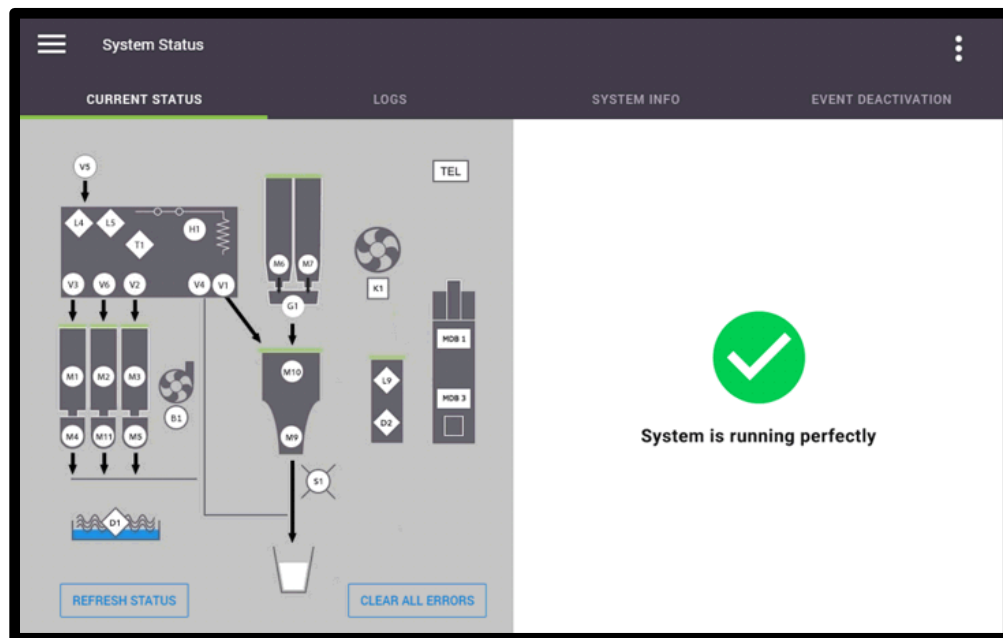 System Status
CURRENT STATUS
LOGS
SYSTEM INFO
EVENT DEACTIVATION
V5
TEL
L4
L5
T1
H1
V3
V6
V2
V4
V1
M6
M7
G1
K1
MDB 1
MDB 3
M1
M2
M3
B1
M4
M11
M5
M10
M9
L9
D2
S1
D1
REFRESH STATUS
CLEAR ALL ERRORS
System is running perfectly